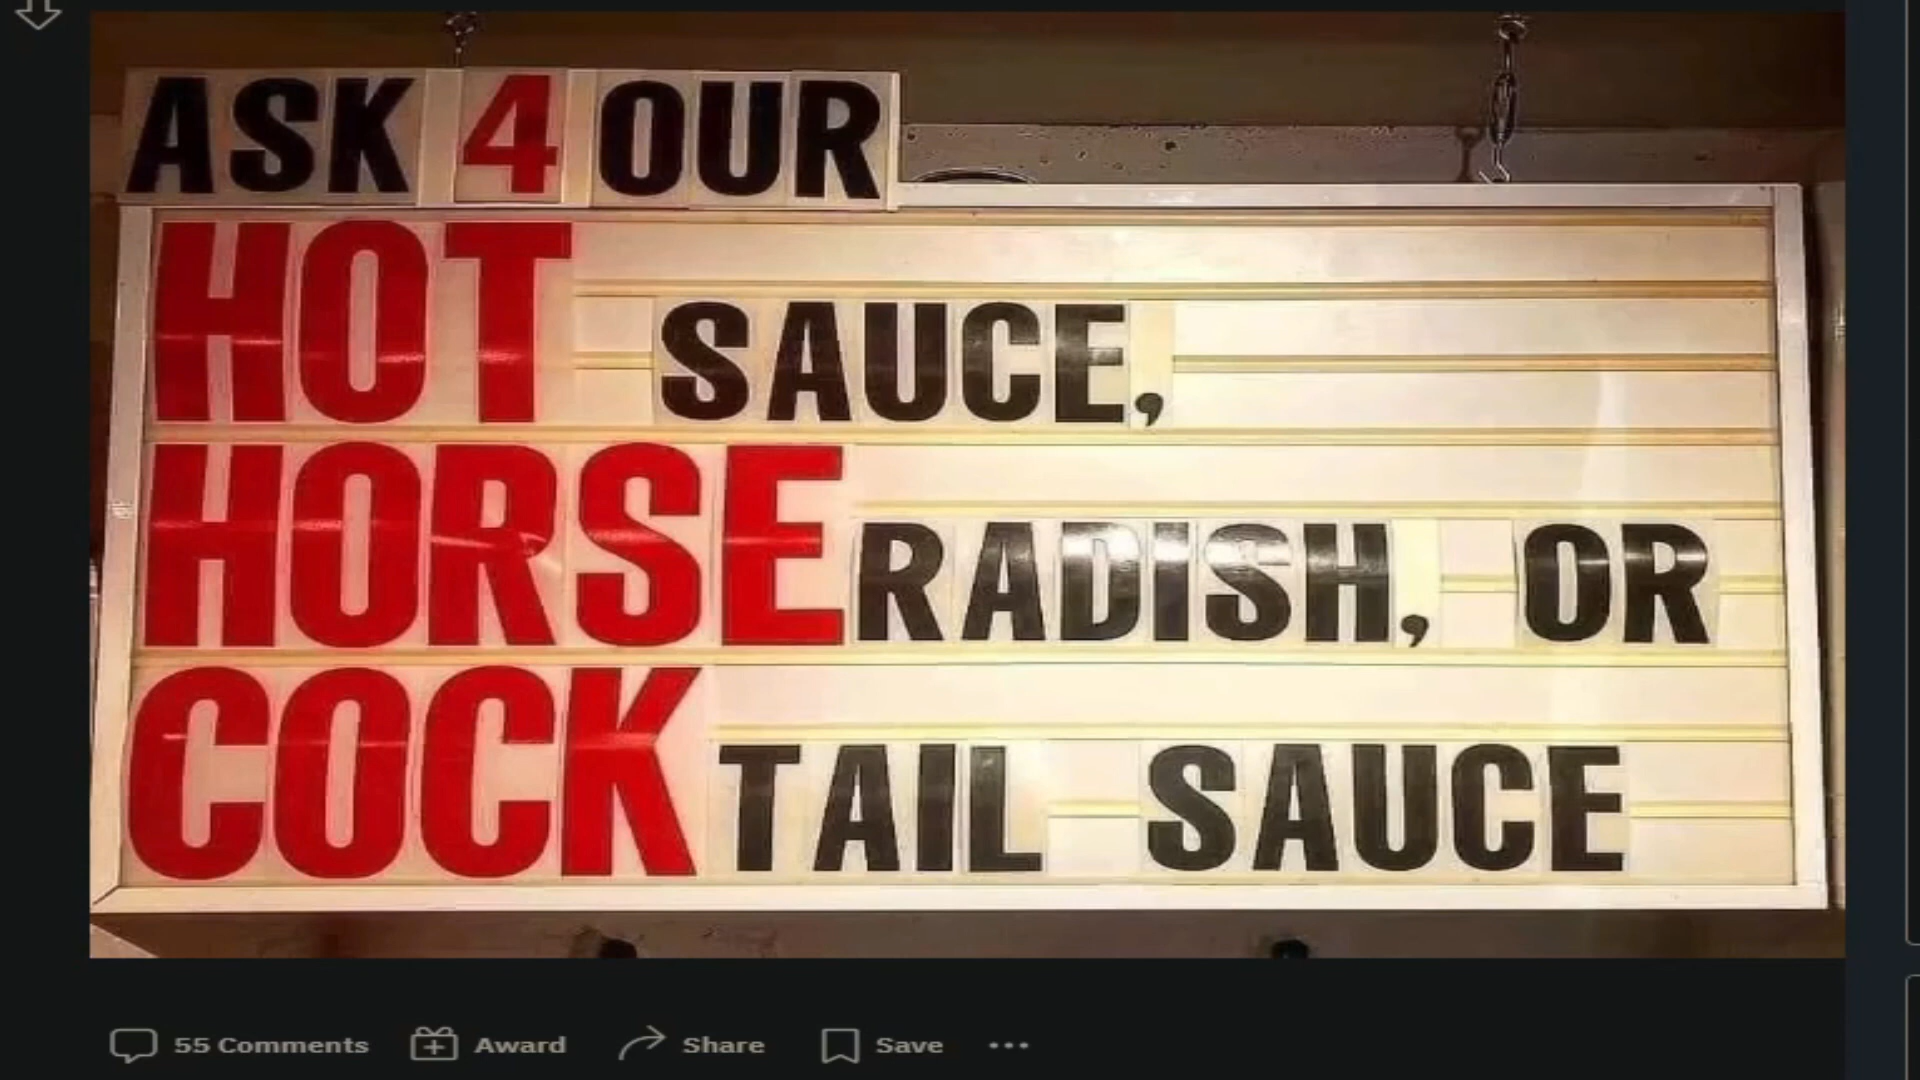 ASK 4 OUR
HOT SAUCE,
HORSERADISH, OR
COCKTAIL SAUCE
55 Comments Award Share Save